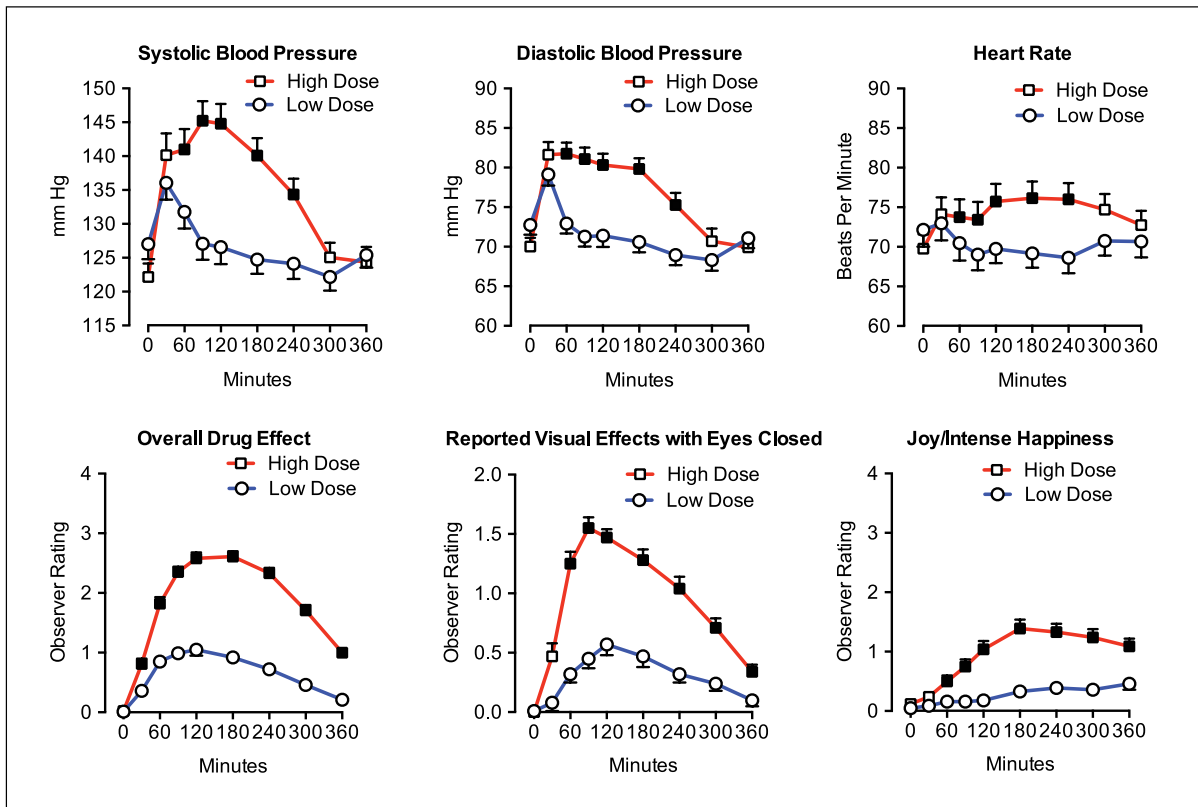 Systolic Blood Pressure
High Dose
Low Dose
150
145
140
135
130
125
120
115
mm Hg
0 60 120 180 240 300 360
Minutes
Diastolic Blood Pressure
High Dose
Low Dose
90
85
80
75
70
65
60
mm Hg
0 60 120 180 240 300 360
Minutes
Heart Rate
High Dose
Low Dose
90
85
80
75
70
65
60
Beats Per Minute
0 60 120 180 240 300 360
Minutes
Overall Drug Effect
High Dose
Low Dose
4
3
2
1
0
Observer Rating
0 60 120 180 240 300 360
Minutes
Reported Visual Effects with Eyes Closed
High Dose
Low Dose
2.0
1.5
1.0
0.5
0.0
Observer Rating
0 60 120 180 240 300 360
Minutes
Joy/Intense Happiness
High Dose
Low Dose
4
3
2
1
0
Observer Rating
0 60 120 180 240 300 360
Minutes